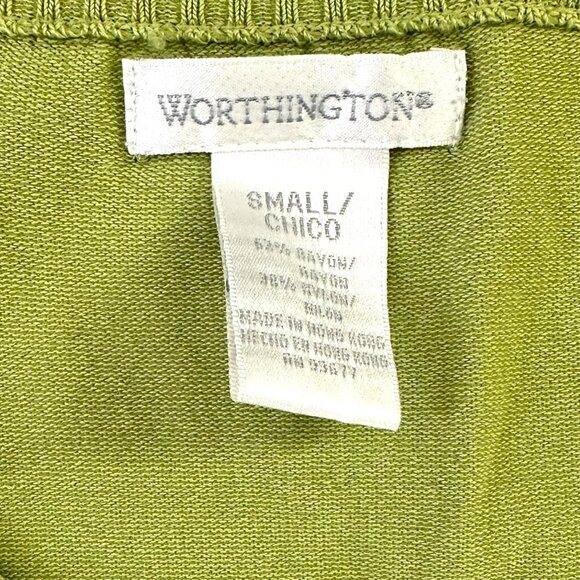 WORTHINGTON®
SMALL/
CHICO
62% RAYON/
RAYON
38% NYLON/
NILON
MADE IN HONG KONG
HECHO EN HONG KONG
RN 93677